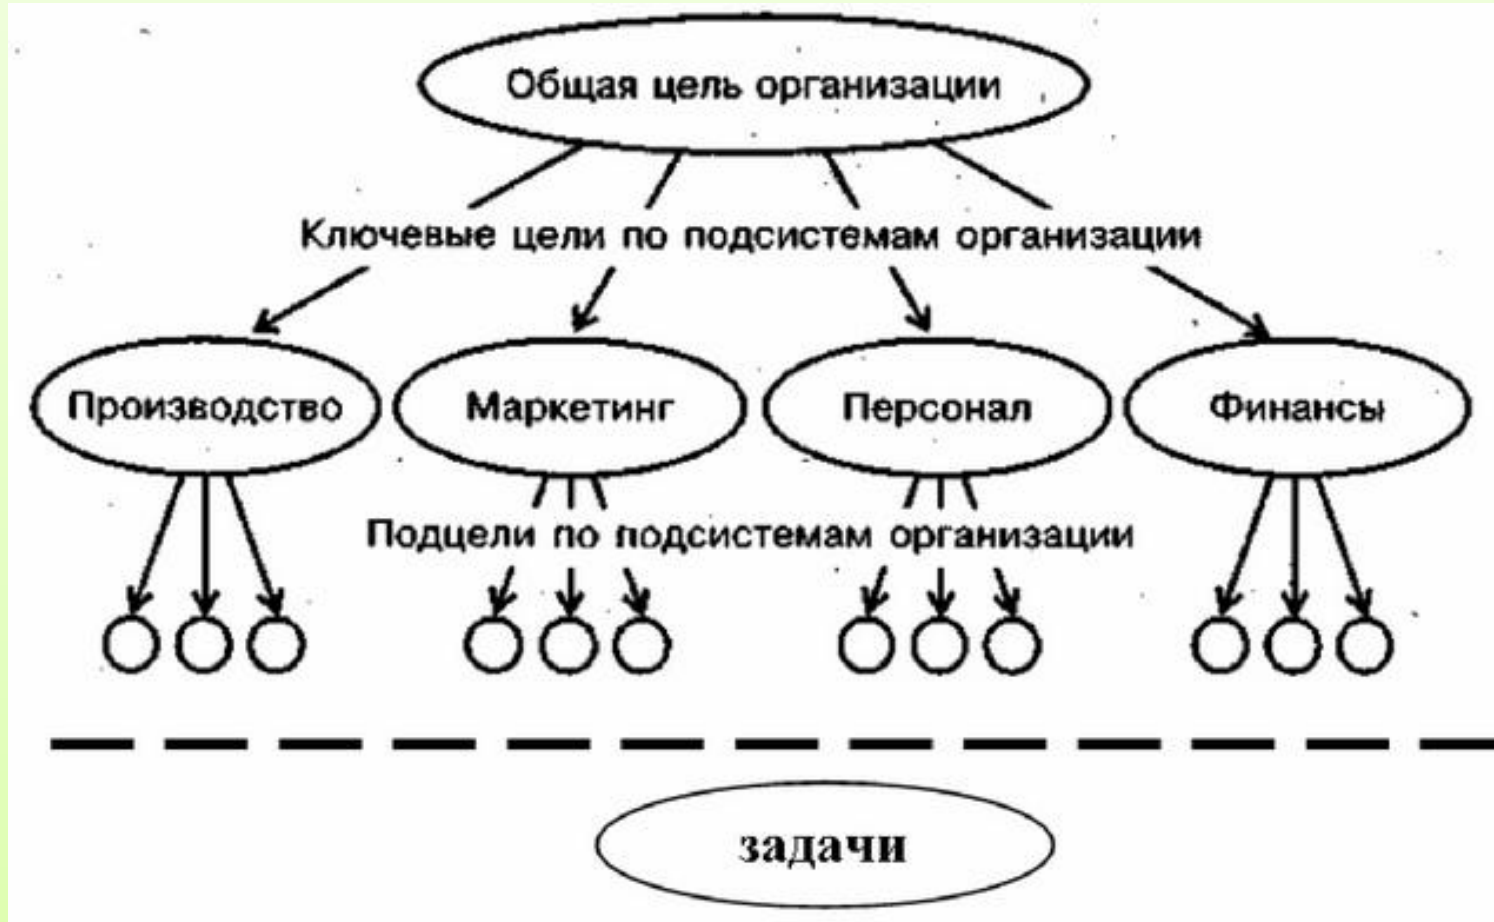 Общая цель организации
Ключевые цели по подсистемам организации
Производство
Маркетинг
Персонал
Финансы
Подцели по подсистемам организации
задачи